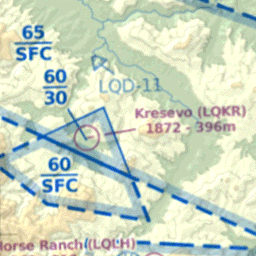 65
SFC
60
30
LQD-11
Kresevo (LQKR)
1872 - 396m
60
SFC
Horse Ranch (LQLH)